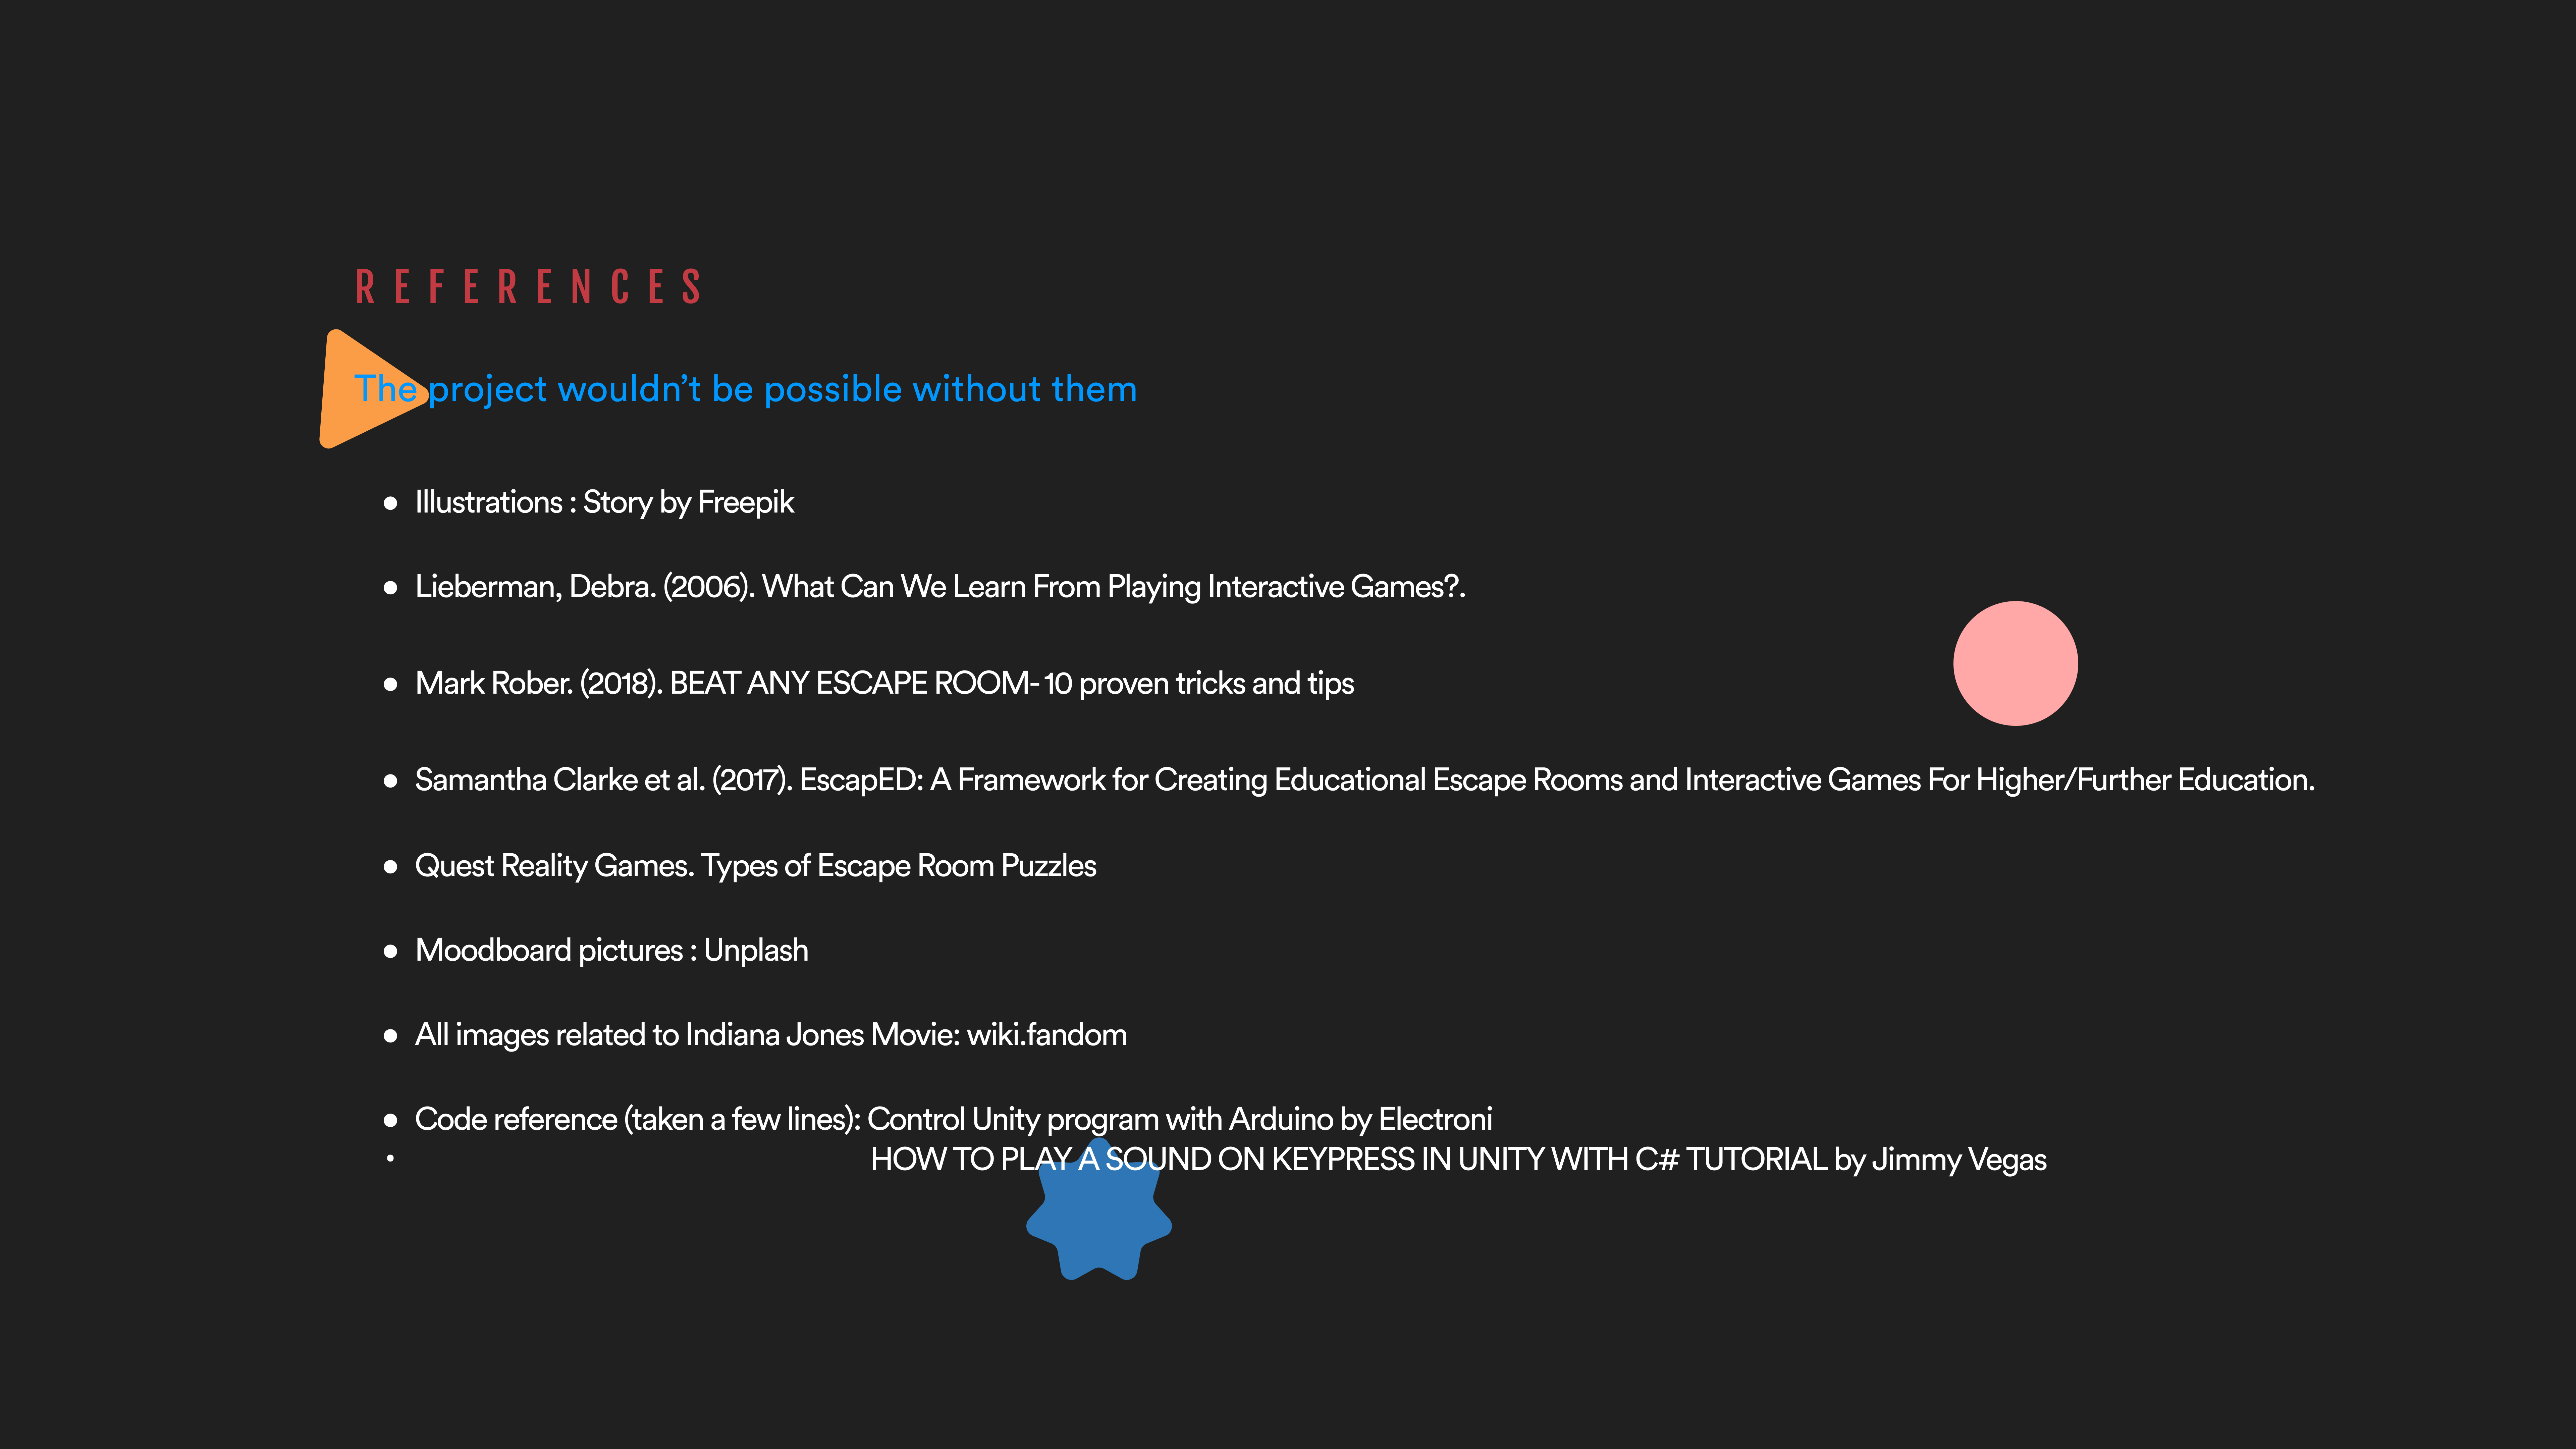 REFERENCES
The project wouldn’t be possible without them
● Illustrations : Story by Freepik
● Lieberman, Debra. (2006). What Can We Learn From Playing Interactive Games?.
● Mark Rober. (2018). BEAT ANY ESCAPE ROOM- 10 proven tricks and tips
● Samantha Clarke et al. (2017). EscapED: A Framework for Creating Educational Escape Rooms and Interactive Games For Higher/Further Education.
● Quest Reality Games. Types of Escape Room Puzzles
● Moodboard pictures : Unplash
● All images related to Indiana Jones Movie: wiki.fandom
● Code reference (taken a few lines): Control Unity program with Arduino by Electroni
• HOW TO PLAY A SOUND ON KEYPRESS IN UNITY WITH C# TUTORIAL by Jimmy Vegas